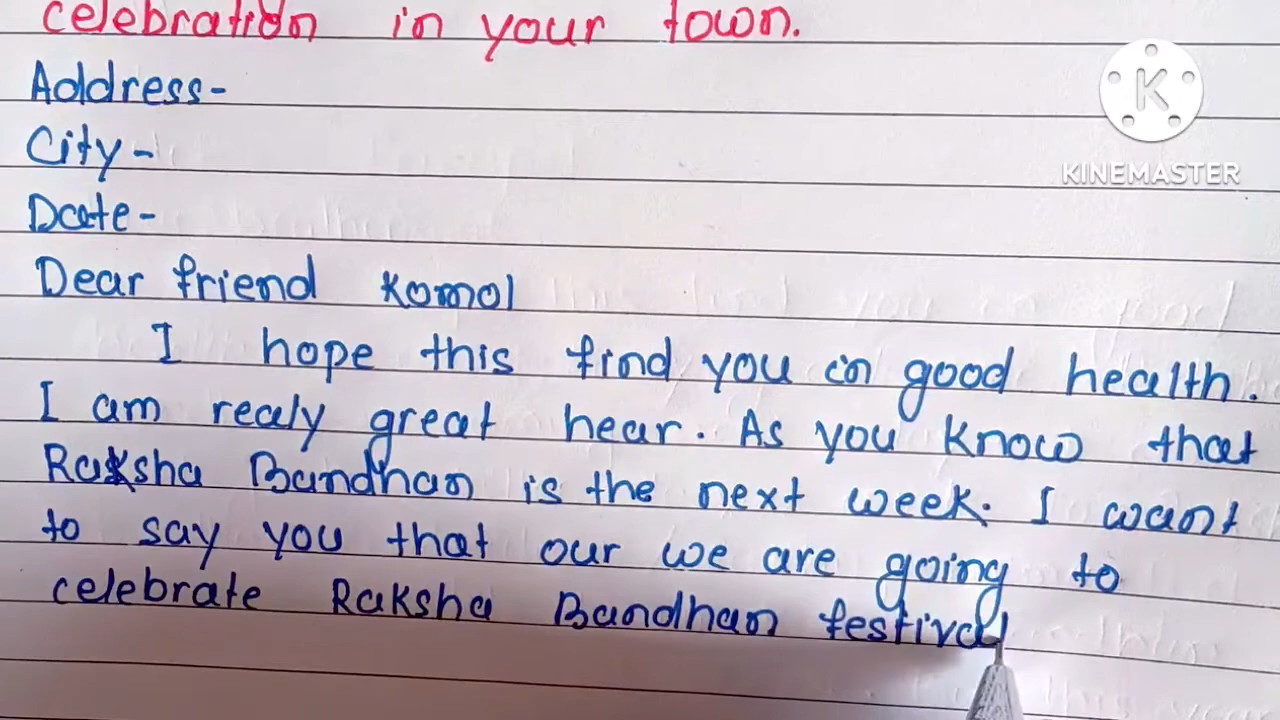 celebration in your town.
Address-
City-
Date-
Dear friend Komol
I hope this find you in good health.
I am realy great hear. As you know that
Raksha Bandhan is the next week. I want
to say you that our we are going to
celebrate Raksha Bandhan festival
K
KINEMASTER